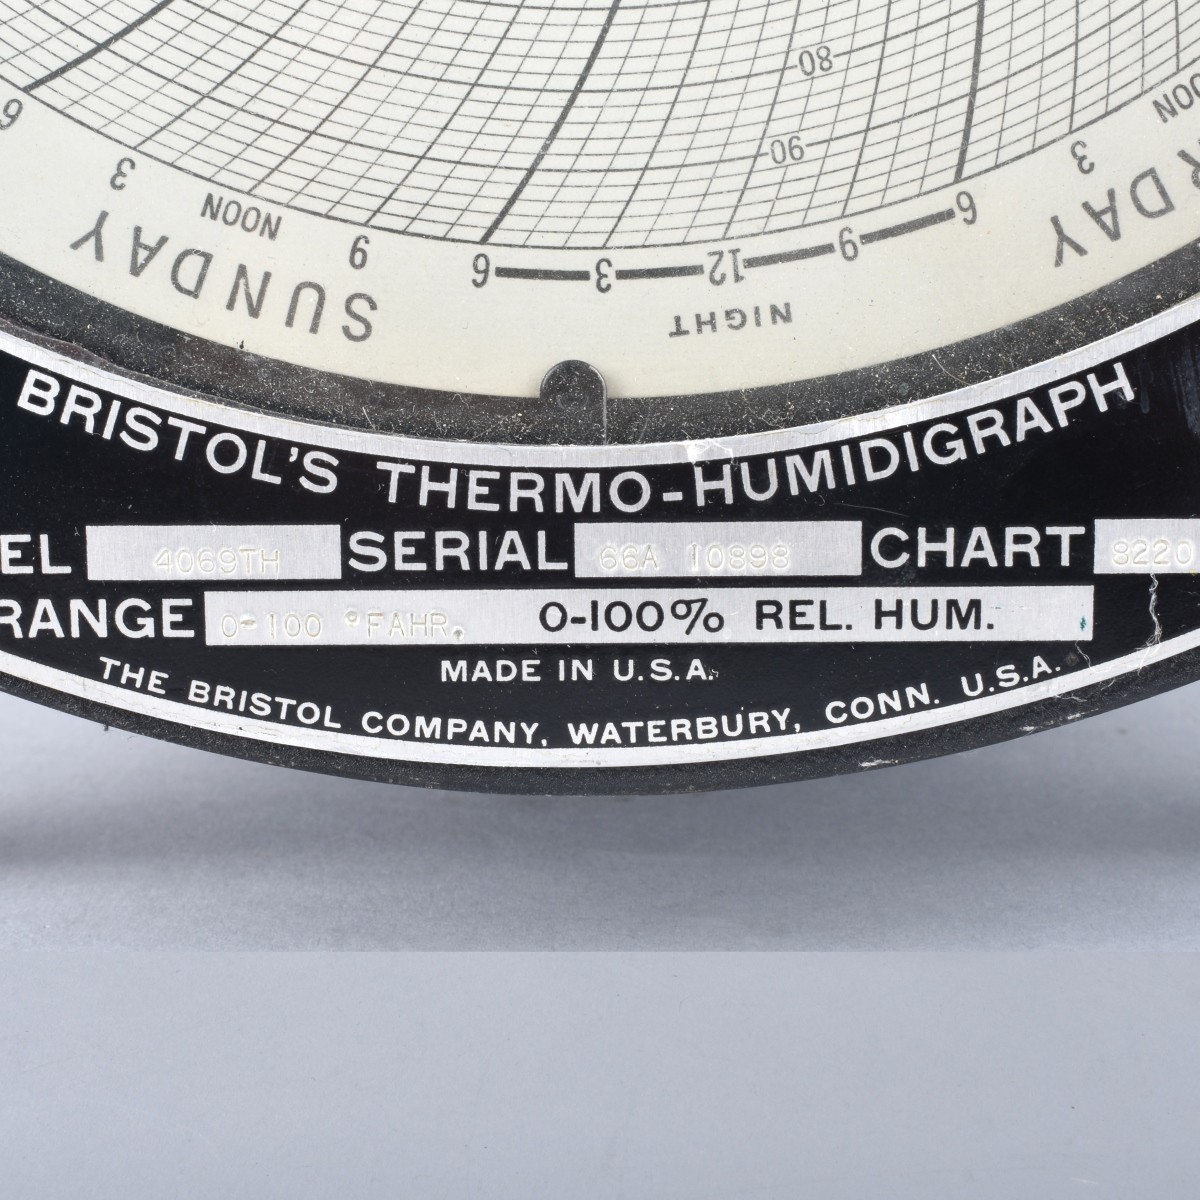 80
90
NOON
3
6
9
12
3
6
9
NOON
3
6
NIGHT
SUNDAY
RDAY
BRISTOL'S THERMO-HUMIDIGRAPH
EL 4069TH SERIAL 66A 10898 CHART 8220
RANGE 0-100 °FAHR. 0-100% REL. HUM.
MADE IN U.S.A.
THE BRISTOL COMPANY, WATERBURY, CONN. U.S.A.